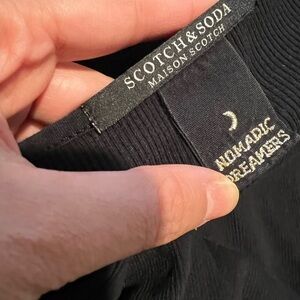 SCOTCH & SODA
MAISON SCOTCH
NOMADIC
DREAMERS